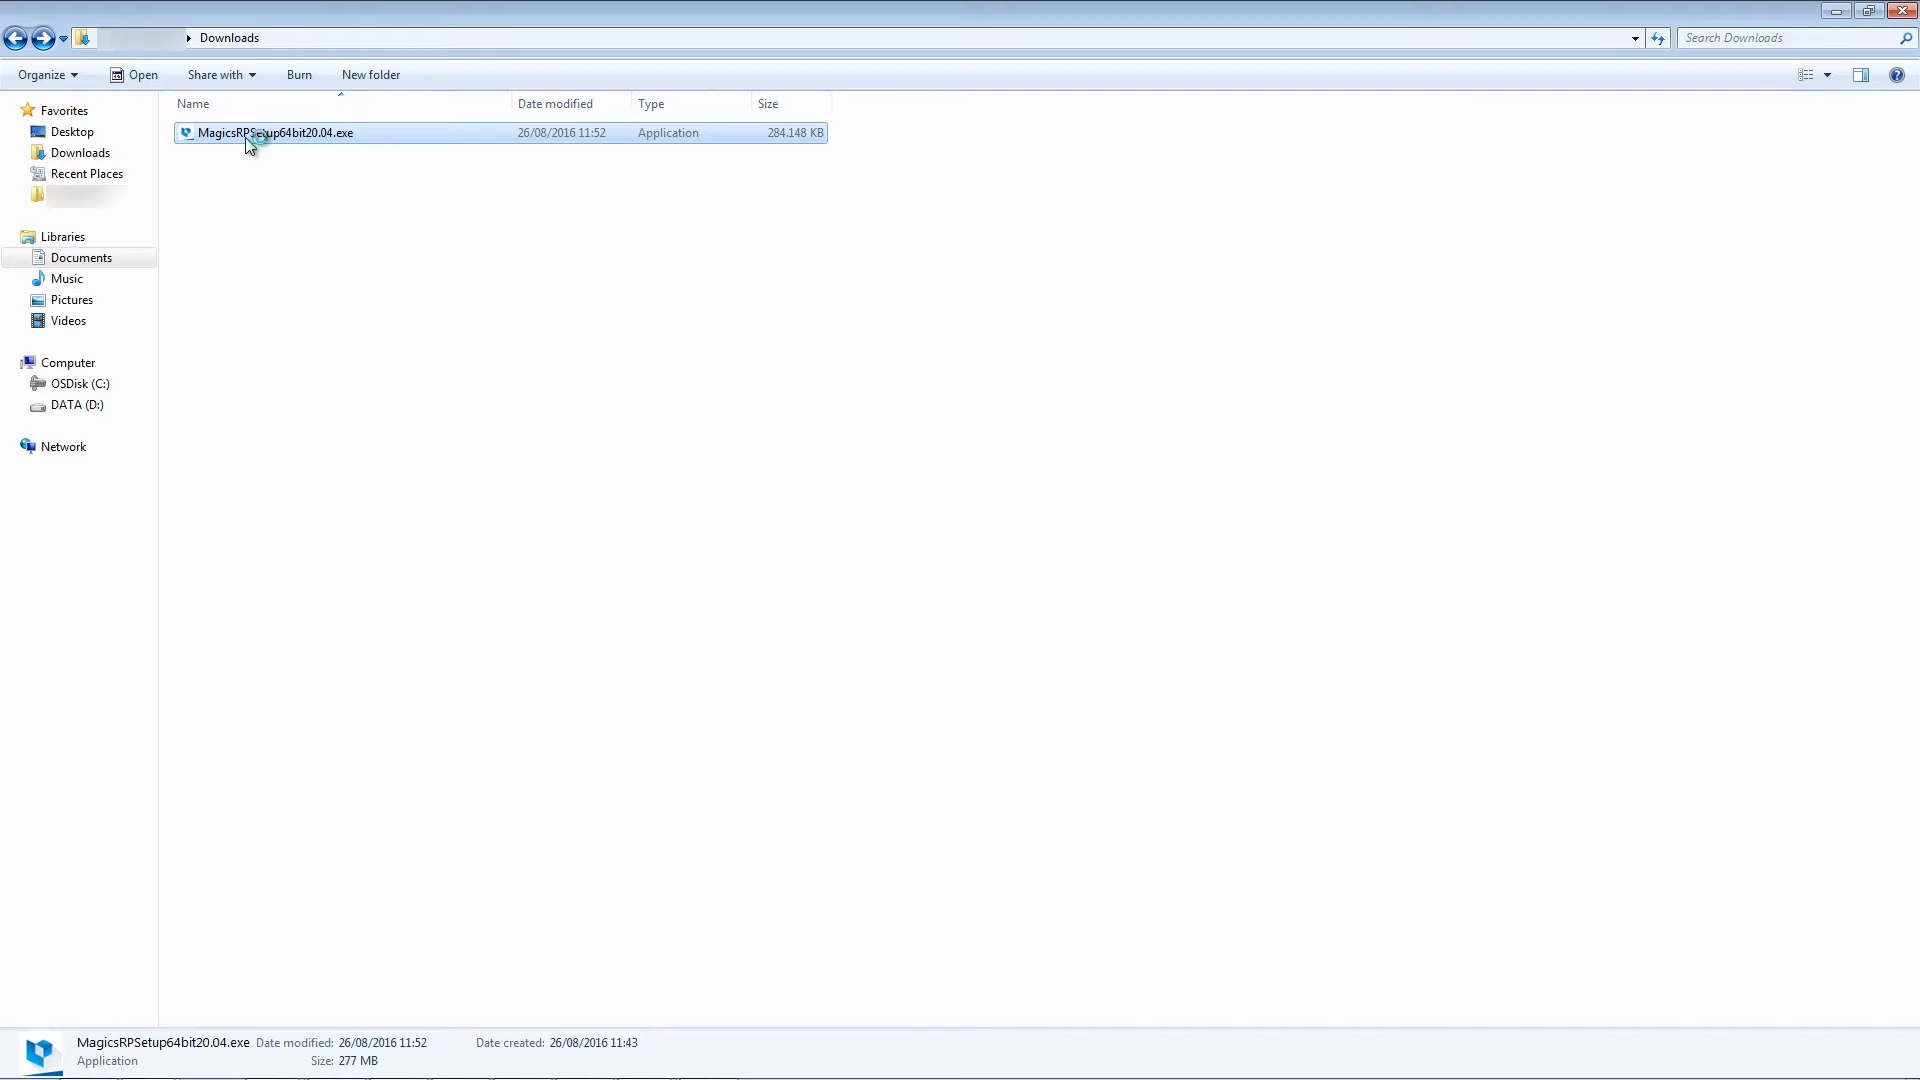 Downloads
Search Downloads
Organize Open Share with Burn New folder
Name Date modified Type Size
MagicsRPSetup64bit20.04.exe 26/08/2016 11:52 Application 284.148 KB
Favorites
Desktop
Downloads
Recent Places
Libraries
Documents
Music
Pictures
Videos
Computer
OSDisk (C:)
DATA (D:)
Network
MagicsRPSetup64bit20.04.exe Date modified: 26/08/2016 11:52 Date created: 26/08/2016 11:43
Application Size: 277 MB